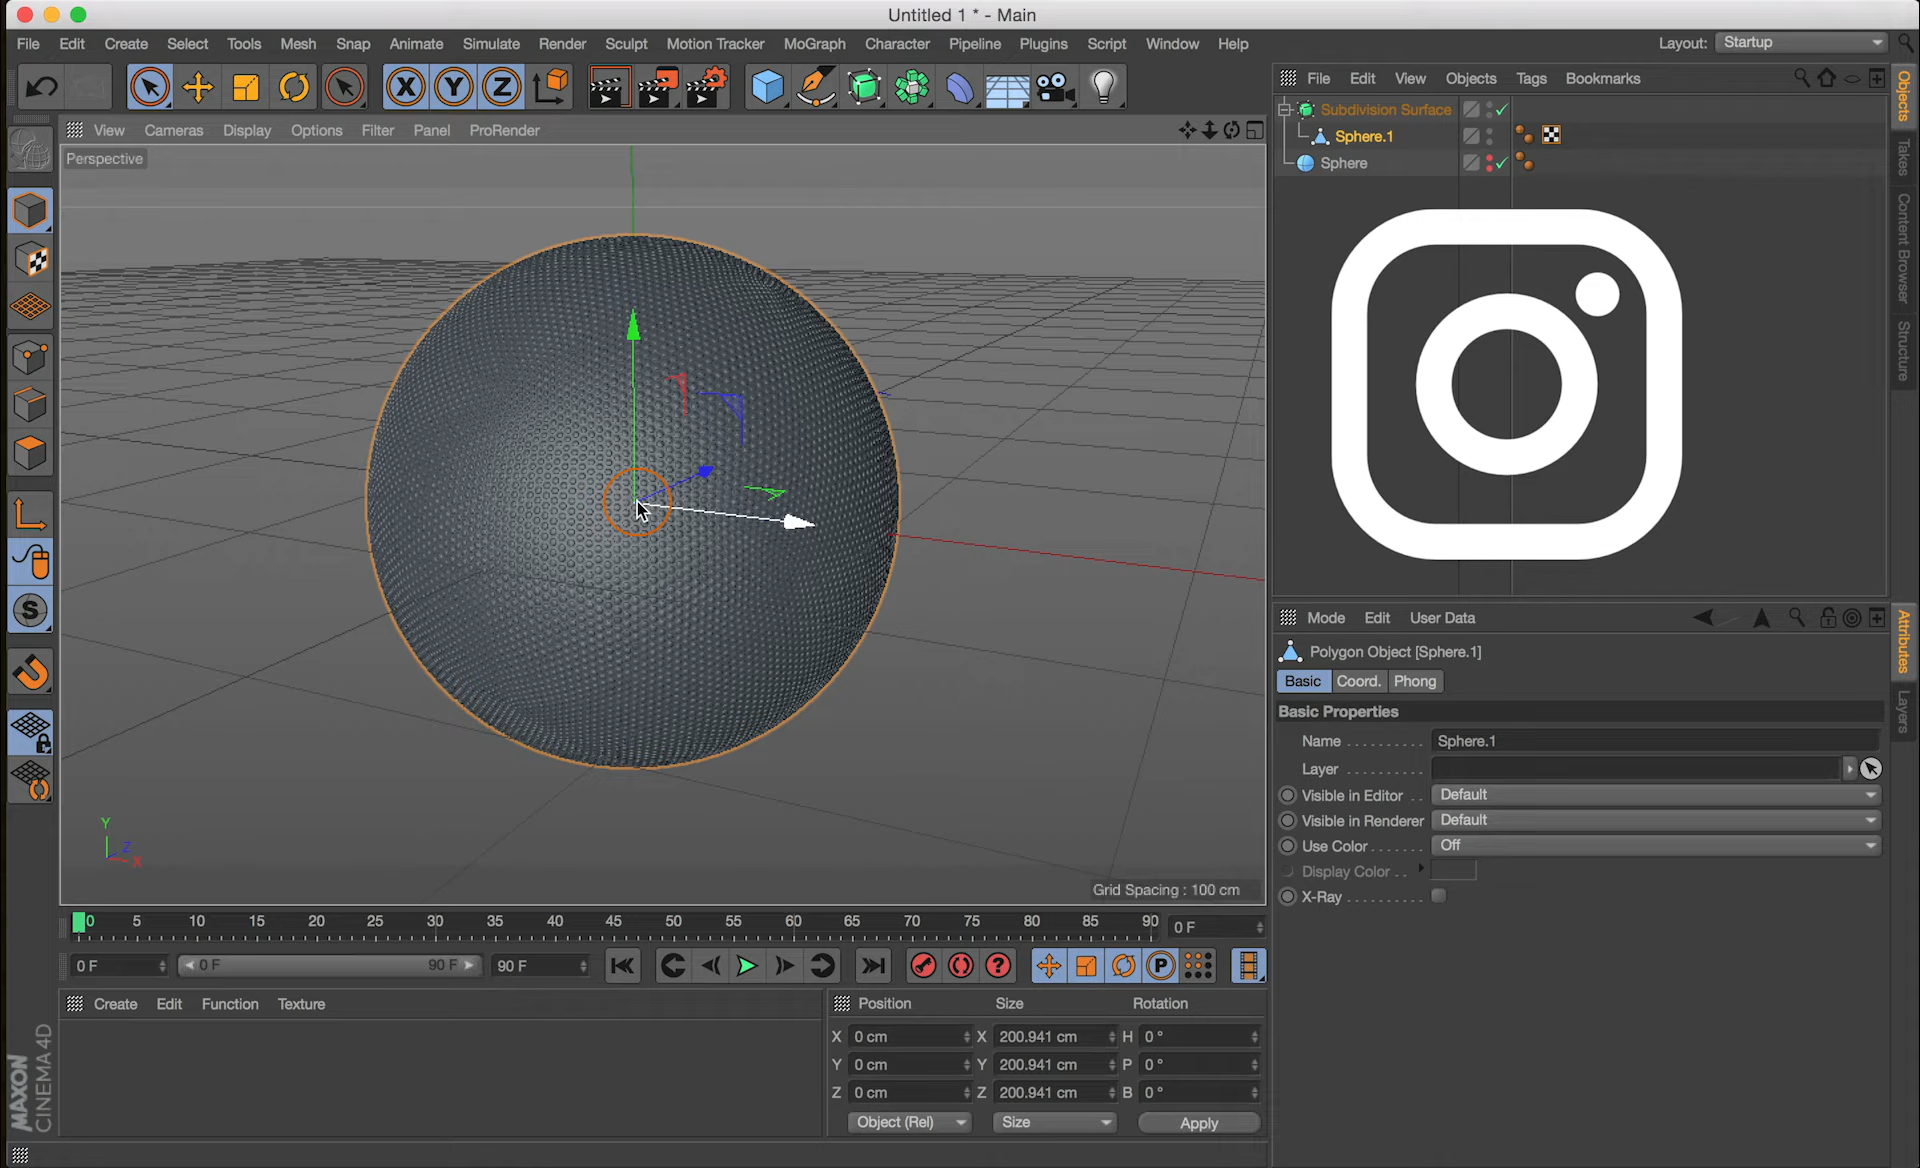 Untitled 1 * - Main
File Edit Create Select Tools Mesh Snap Animate Simulate Render Sculpt Motion Tracker MoGraph Character Pipeline Plugins Script Window Help Layout: Startup
X Y Z
File Edit View Objects Tags Bookmarks
View Cameras Display Options Filter Panel ProRender
Perspective
Subdivision Surface
Sphere.1
Sphere
Objects
Takes
Content Browser
Structure
S
Mode Edit User Data
Polygon Object [Sphere.1]
Basic Coord. Phong
Basic Properties
Name Sphere.1
Layer
Visible in Editor Default
Visible in Renderer Default
Use Color Off
Display Color
X-Ray
Attributes
Layers
Y
Z
X
Grid Spacing : 100 cm
0 5 10 15 20 25 30 35 40 45 50 55 60 65 70 75 80 85 90 0 F
0 F 0 F 90 F 90 F ? P
Create Edit Function Texture
Position Size Rotation
X 0 cm X 200.941 cm H 0 °
Y 0 cm Y 200.941 cm P 0 °
Z 0 cm Z 200.941 cm B 0 °
Object (Rel) Size Apply
MAXON
CINEMA 4D